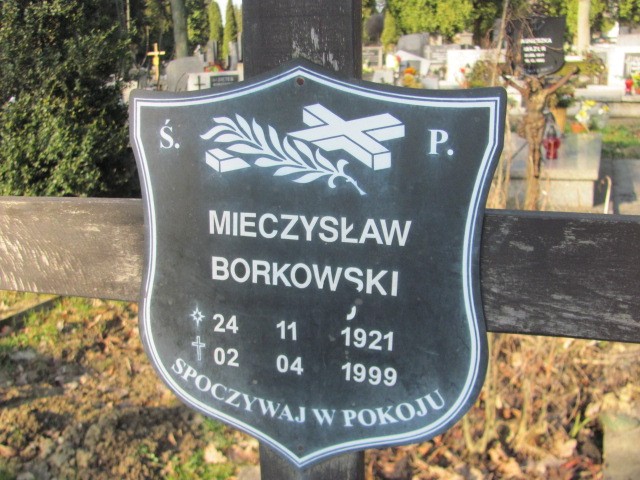 Ś. P.
MIECZYSŁAW
BORKOWSKI
24 11 1921
02 04 1999
SPOCZYWAJ W POKOJU